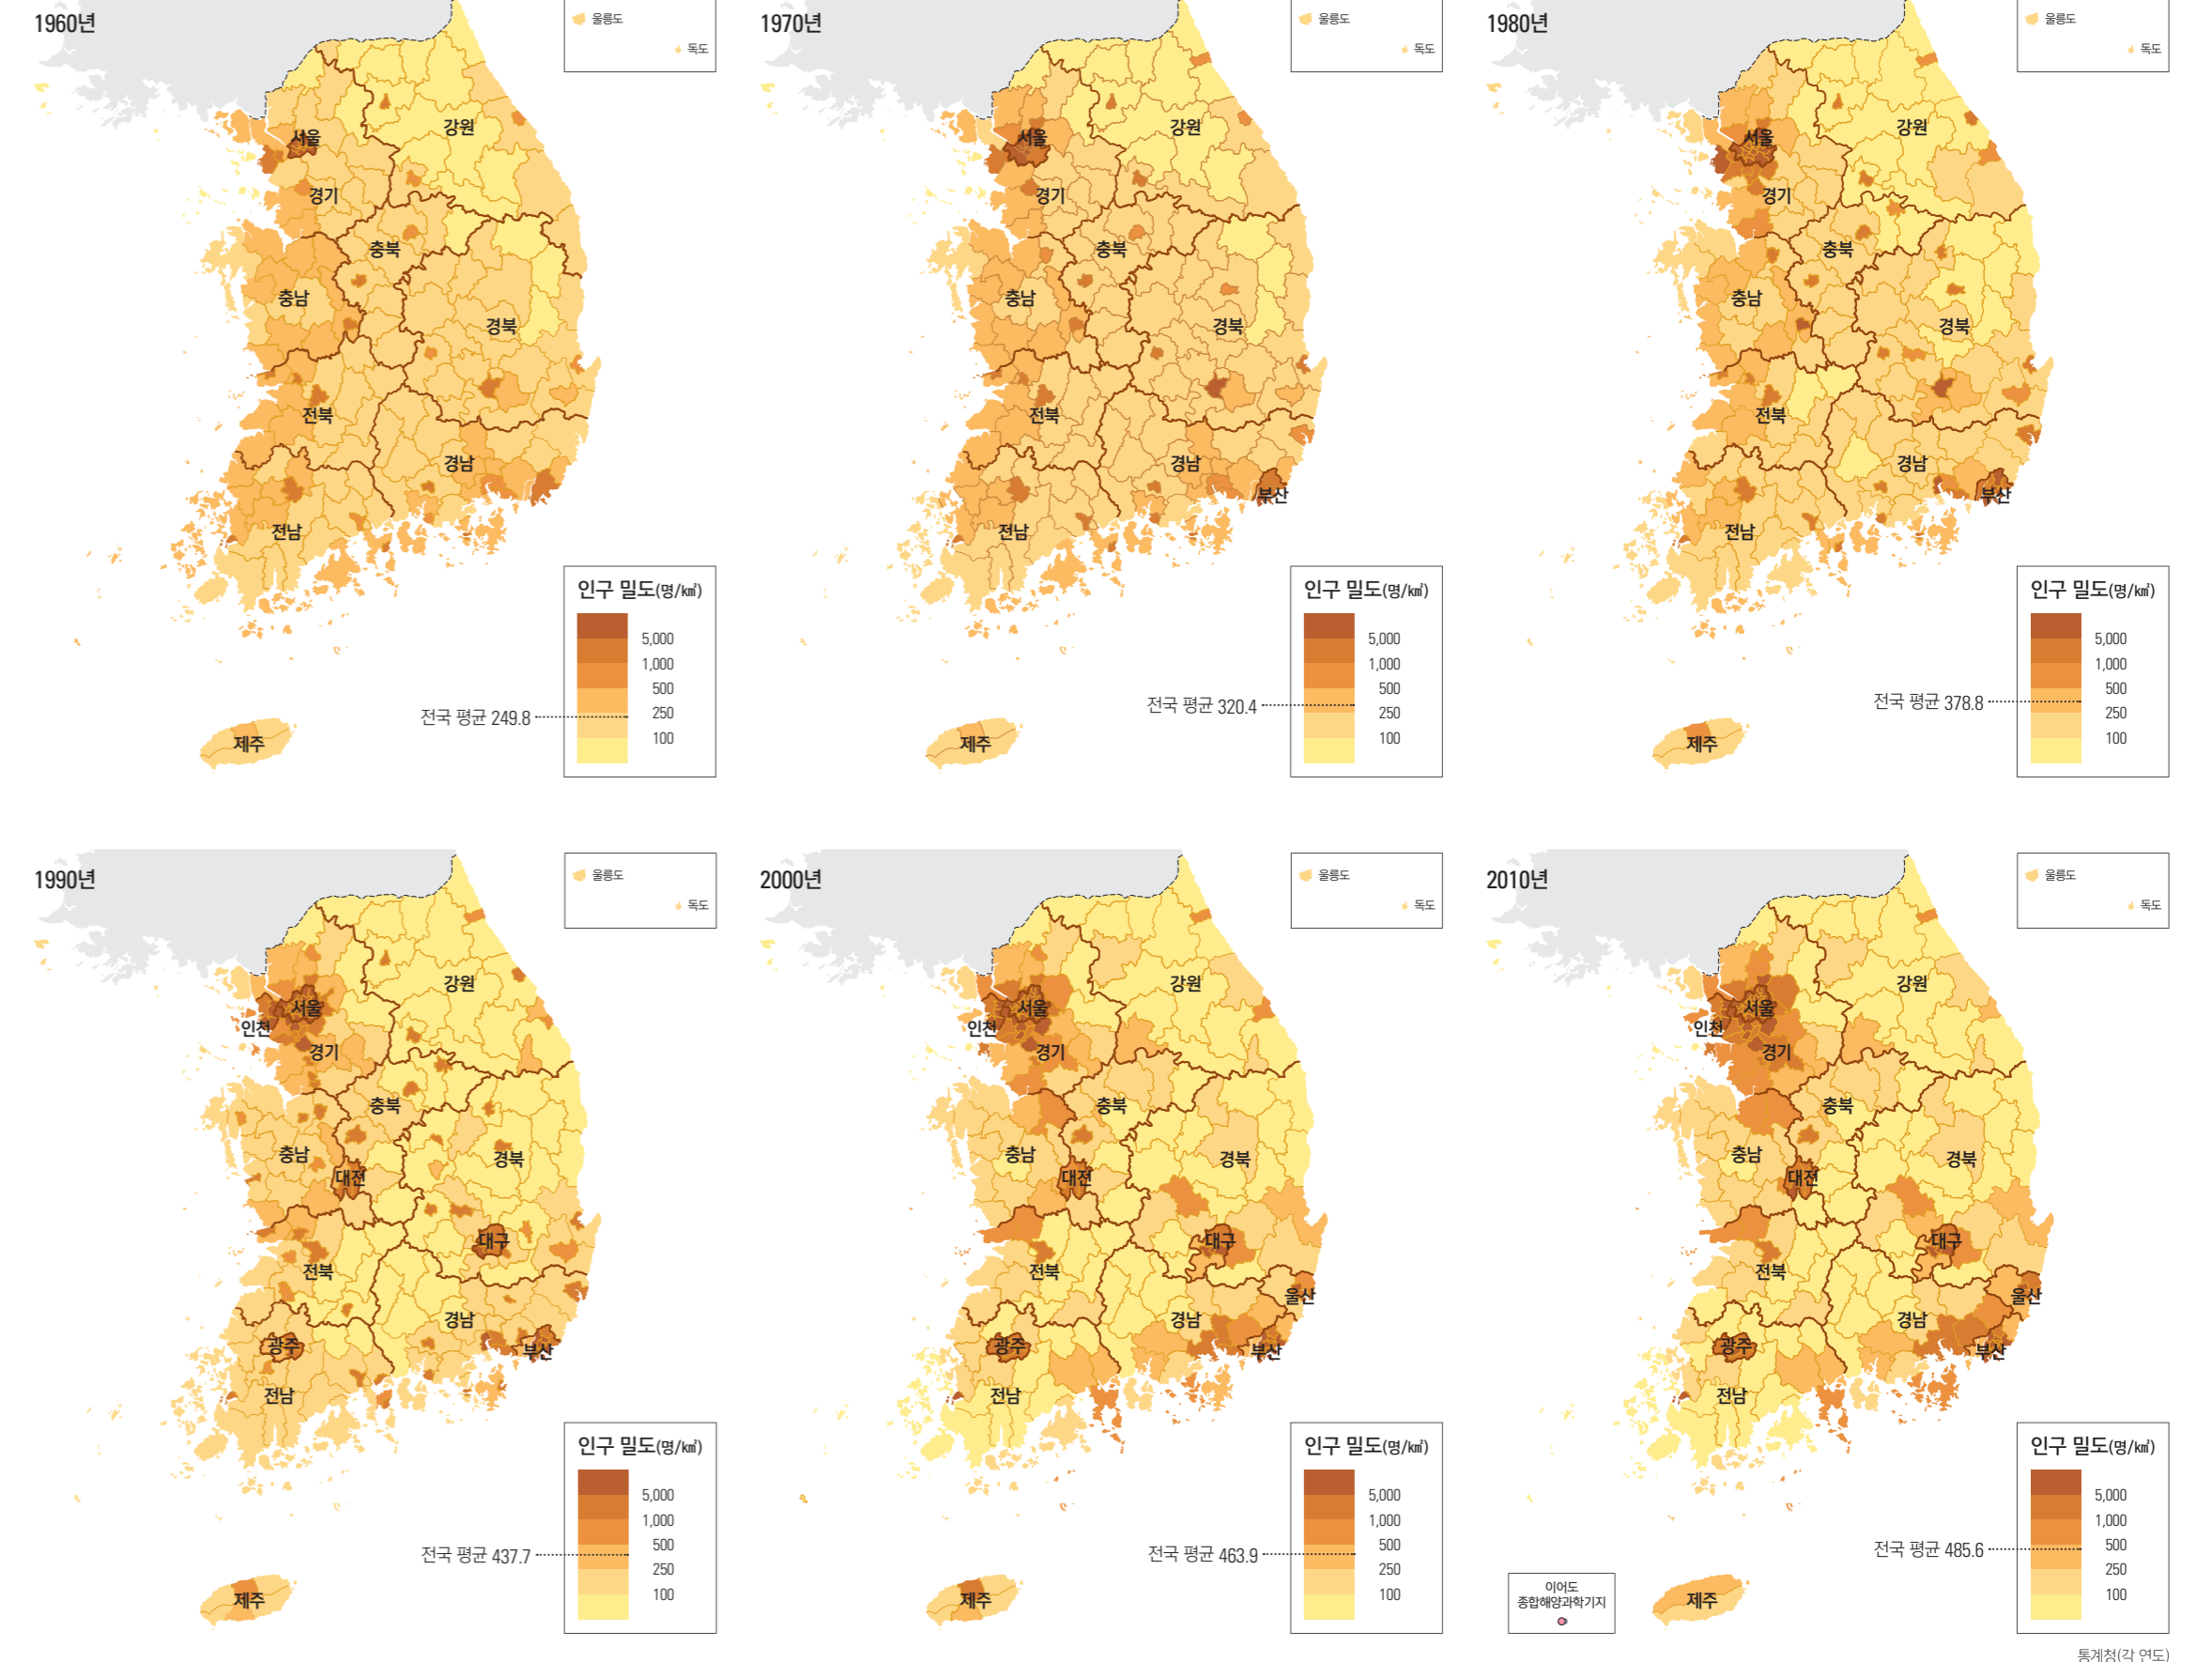 1960년
울릉도
독도
서울
강원
경기
충북
충남
경북
전북
경남
전남
제주
인구 밀도(명/㎢)
5,000
1,000
500
250
100
전국 평균 249.8
1970년
울릉도
독도
서울
강원
경기
충북
충남
경북
전북
경남
부산
전남
제주
인구 밀도(명/㎢)
5,000
1,000
500
250
100
전국 평균 320.4
1980년
울릉도
독도
서울
강원
경기
충북
충남
경북
전북
경남
부산
전남
제주
인구 밀도(명/㎢)
5,000
1,000
500
250
100
전국 평균 378.8
1990년
울릉도
독도
강원
서울
인천
경기
충북
충남
경북
대전
대구
전북
경남
광주
부산
전남
제주
인구 밀도(명/㎢)
5,000
1,000
500
250
100
전국 평균 437.7
2000년
울릉도
독도
강원
서울
인천
경기
충북
충남
경북
대전
대구
전북
울산
경남
광주
부산
전남
제주
인구 밀도(명/㎢)
5,000
1,000
500
250
100
전국 평균 463.9
2010년
울릉도
독도
강원
서울
인천
경기
충북
충남
경북
대전
대구
전북
울산
경남
광주
부산
전남
제주
인구 밀도(명/㎢)
5,000
1,000
500
250
100
전국 평균 485.6
이어도
종합해양과학기지
통계청(각 연도)